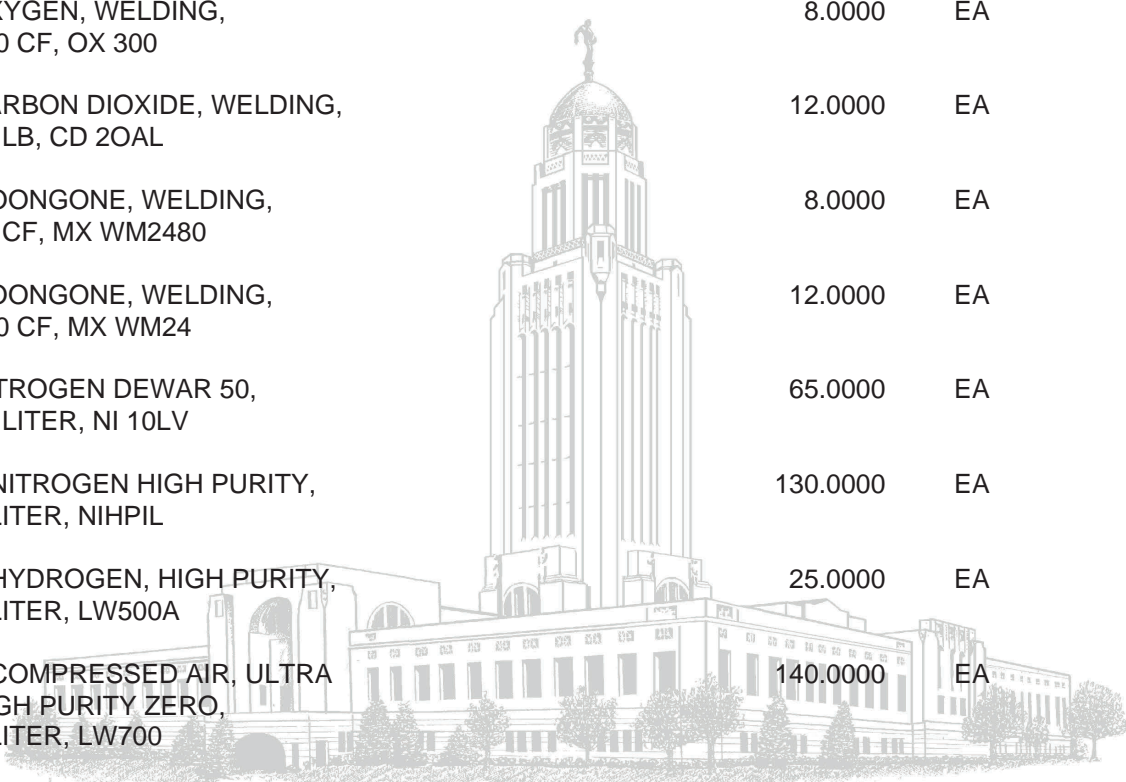 XYGEN, WELDING, 8.0000 EA
0 CF, OX 300
ARBON DIOXIDE, WELDING, 12.0000 EA
LB, CD 2OAL
OONGONE, WELDING, 8.0000 EA
CF, MX WM2480
OONGONE, WELDING, 12.0000 EA
0 CF, MX WM24
TROGEN DEWAR 50, 65.0000 EA
LITER, NI 10LV
NITROGEN HIGH PURITY, 130.0000 EA
LITER, NIHPIL
HYDROGEN, HIGH PURITY, 25.0000 EA
LITER, LW500A
COMPRESSED AIR, ULTRA 140.0000 EA
GH PURITY ZERO,
LITER, LW700